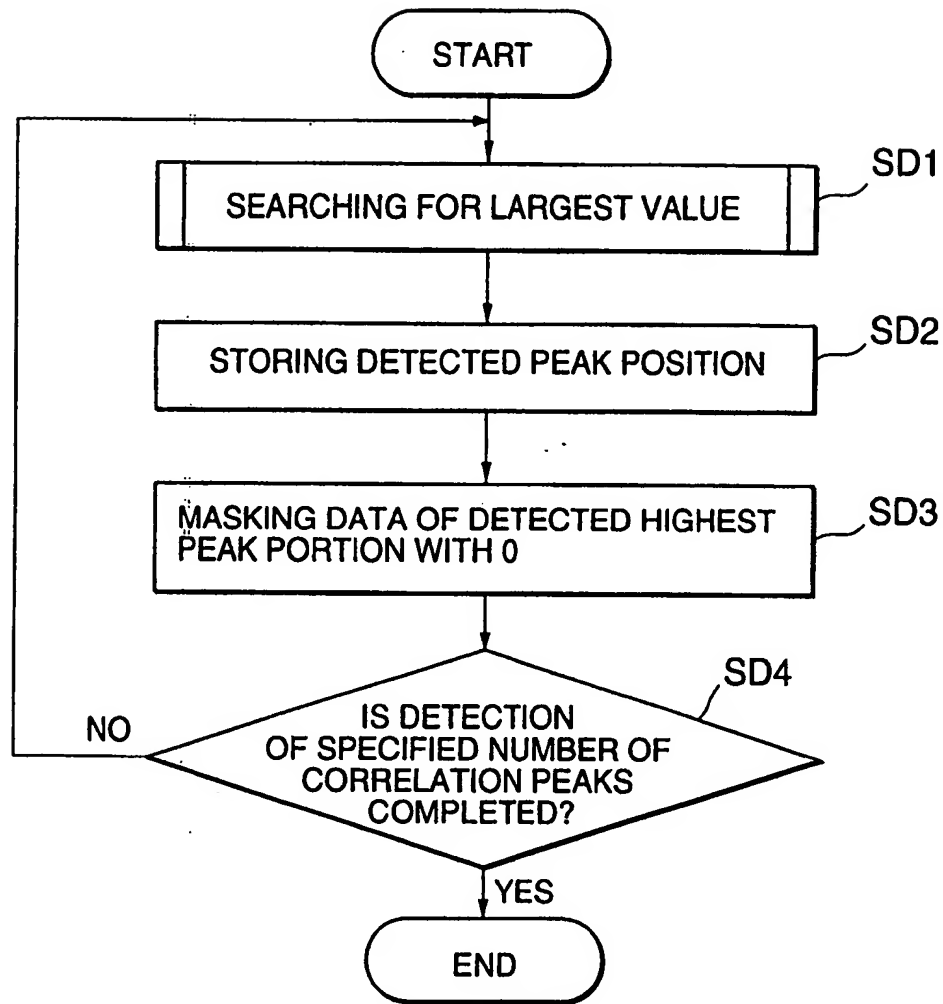 START
SD1
SEARCHING FOR LARGEST VALUE
SD2
STORING DETECTED PEAK POSITION
SD3
MASKING DATA OF DETECTED HIGHEST
PEAK PORTION WITH 0
SD4
NO
IS DETECTION
OF SPECIFIED NUMBER OF
CORRELATION PEAKS
COMPLETED?
YES
END